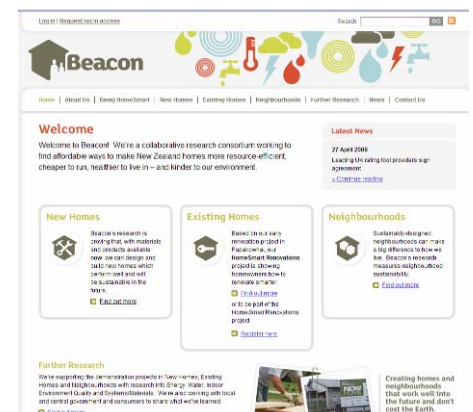 Log in | Request log in access
Search
GO
Beacon
Home | About Us | Being HomeSmart | New Homes | Existing Homes | Neighbourhoods | Further Research | News | Contact Us
Welcome
Welcome to Beacon! We're a collaborative research consortium working to
find affordable ways to make New Zealand homes more resource-efficient,
cheaper to run, healthier to live in – and kinder to our environment.
Latest News
27 April 2009
Leading UK rating tool providers sign
agreement
» Continue reading
New Homes
Beacon's research is
proving that, with materials
and products available
now, we can design and
build new homes which
perform well and will
be sustainable in the
future.
Find out more
Existing Homes
Based on our early
renovation project in
Papakowhai, our
HomeSmart Renovations
project is showing
homeowners how to
renovate smarter.
Find out more
or to be part of the
HomeSmart Renovations
project
Register here
Neighbourhoods
Sustainably-designed
neighbourhoods can make
a big difference to how we
live. Beacon's research
measures neighbourhood
sustainability.
Find out more
Further Research
We're supporting the demonstration projects in New Homes, Existing
Homes and Neighbourhoods with research into Energy, Water, Indoor
Environment Quality and Systems/Materials. We're also working with local
and central government and consumers to share what we've learned.
NOW
Creating homes and
neighbourhoods
that work well into
the future and don't
cost the Earth.